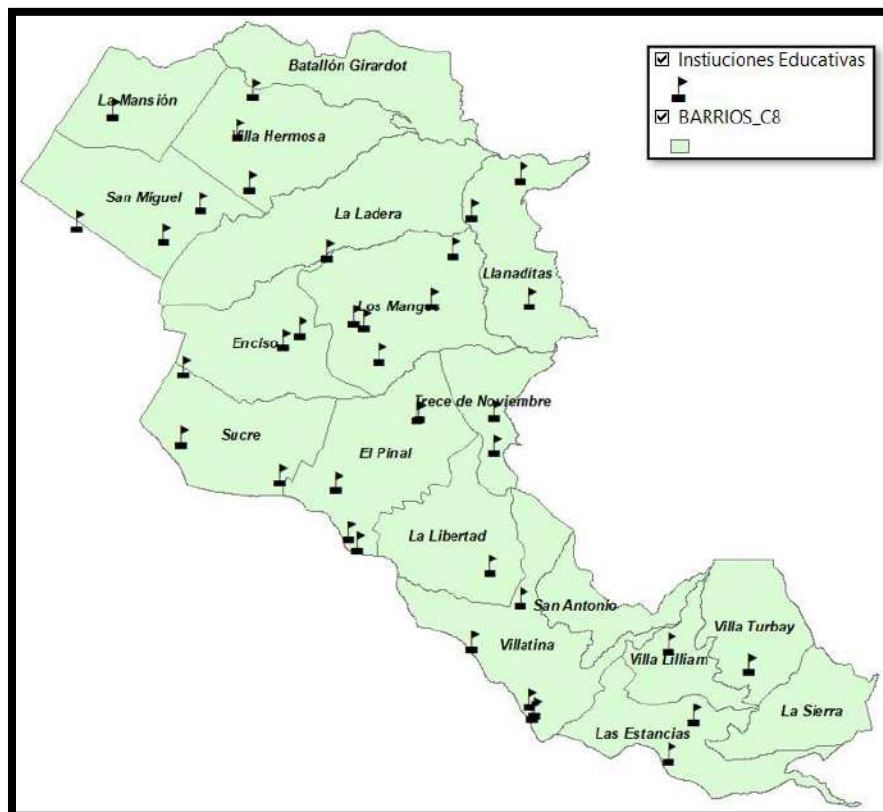 Instiuciones Educativas
BARRIOS_C8
Batallón Girardot
La Mansión
Villa Hermosa
San Miguel
La Ladera
Llanaditas
Los Mangos
Enciso
Trece de Noviembre
Sucre
El Pinal
La Libertad
San Antonio
Villa Turbay
Villatina
Villa Lilliam
La Sierra
Las Estancias